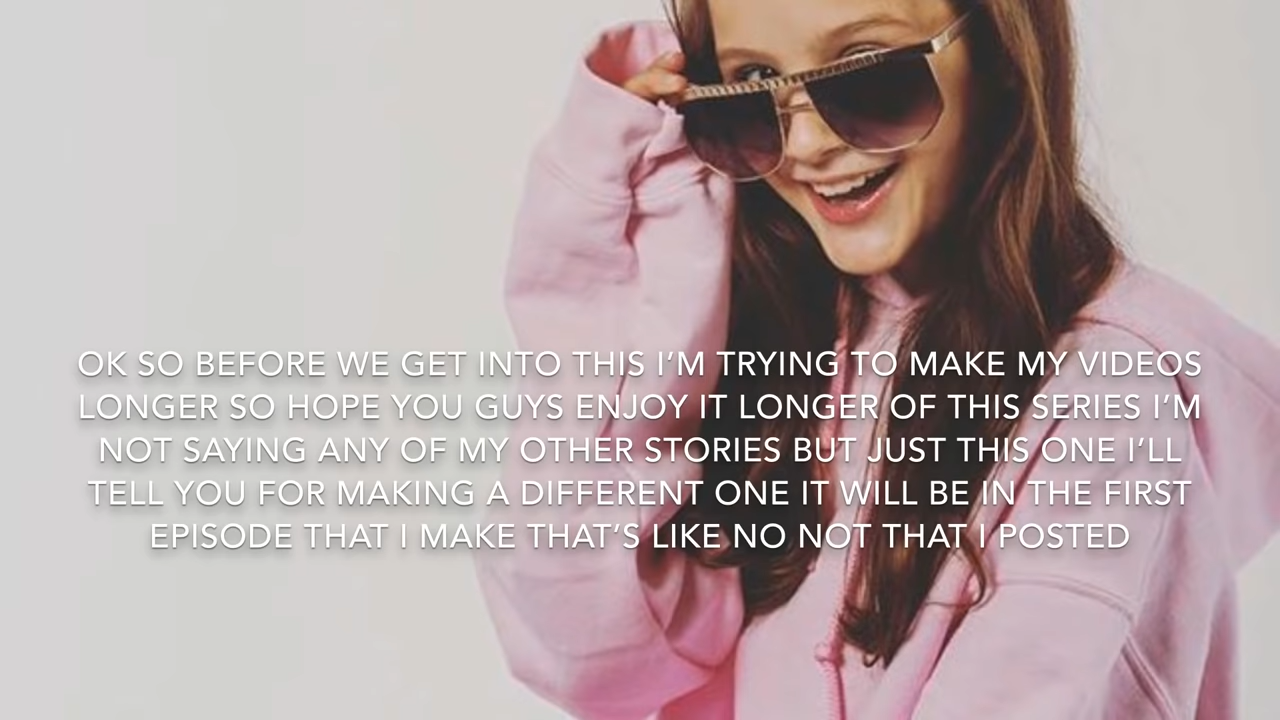 OK SO BEFORE WE GET INTO THIS I’M TRYING TO MAKE MY VIDEOS
LONGER SO HOPE YOU GUYS ENJOY IT LONGER OF THIS SERIES I’M
NOT SAYING ANY OF MY OTHER STORIES BUT JUST THIS ONE I’LL
TELL YOU FOR MAKING A DIFFERENT ONE IT WILL BE IN THE FIRST
EPISODE THAT I MAKE THAT’S LIKE NO NOT THAT I POSTED